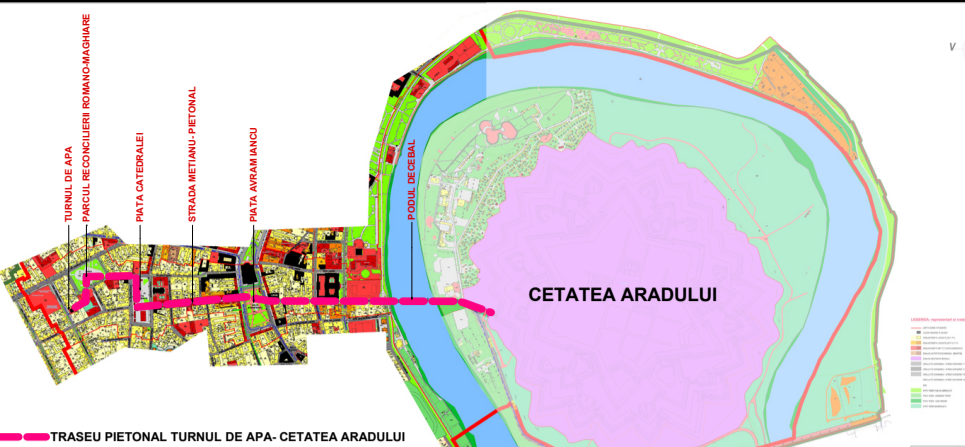 TURNUL DE APA
PARCUL RECONCILIERII ROMANO-MAGHIARE
PIATA CATEDRALEI
STRADA METIANU- PIETONAL
PIATA AVRAM IANCU
PODUL DECEBAL
V
CETATEA ARADULUI
TRASEU PIETONAL TURNUL DE APA- CETATEA ARADULUI